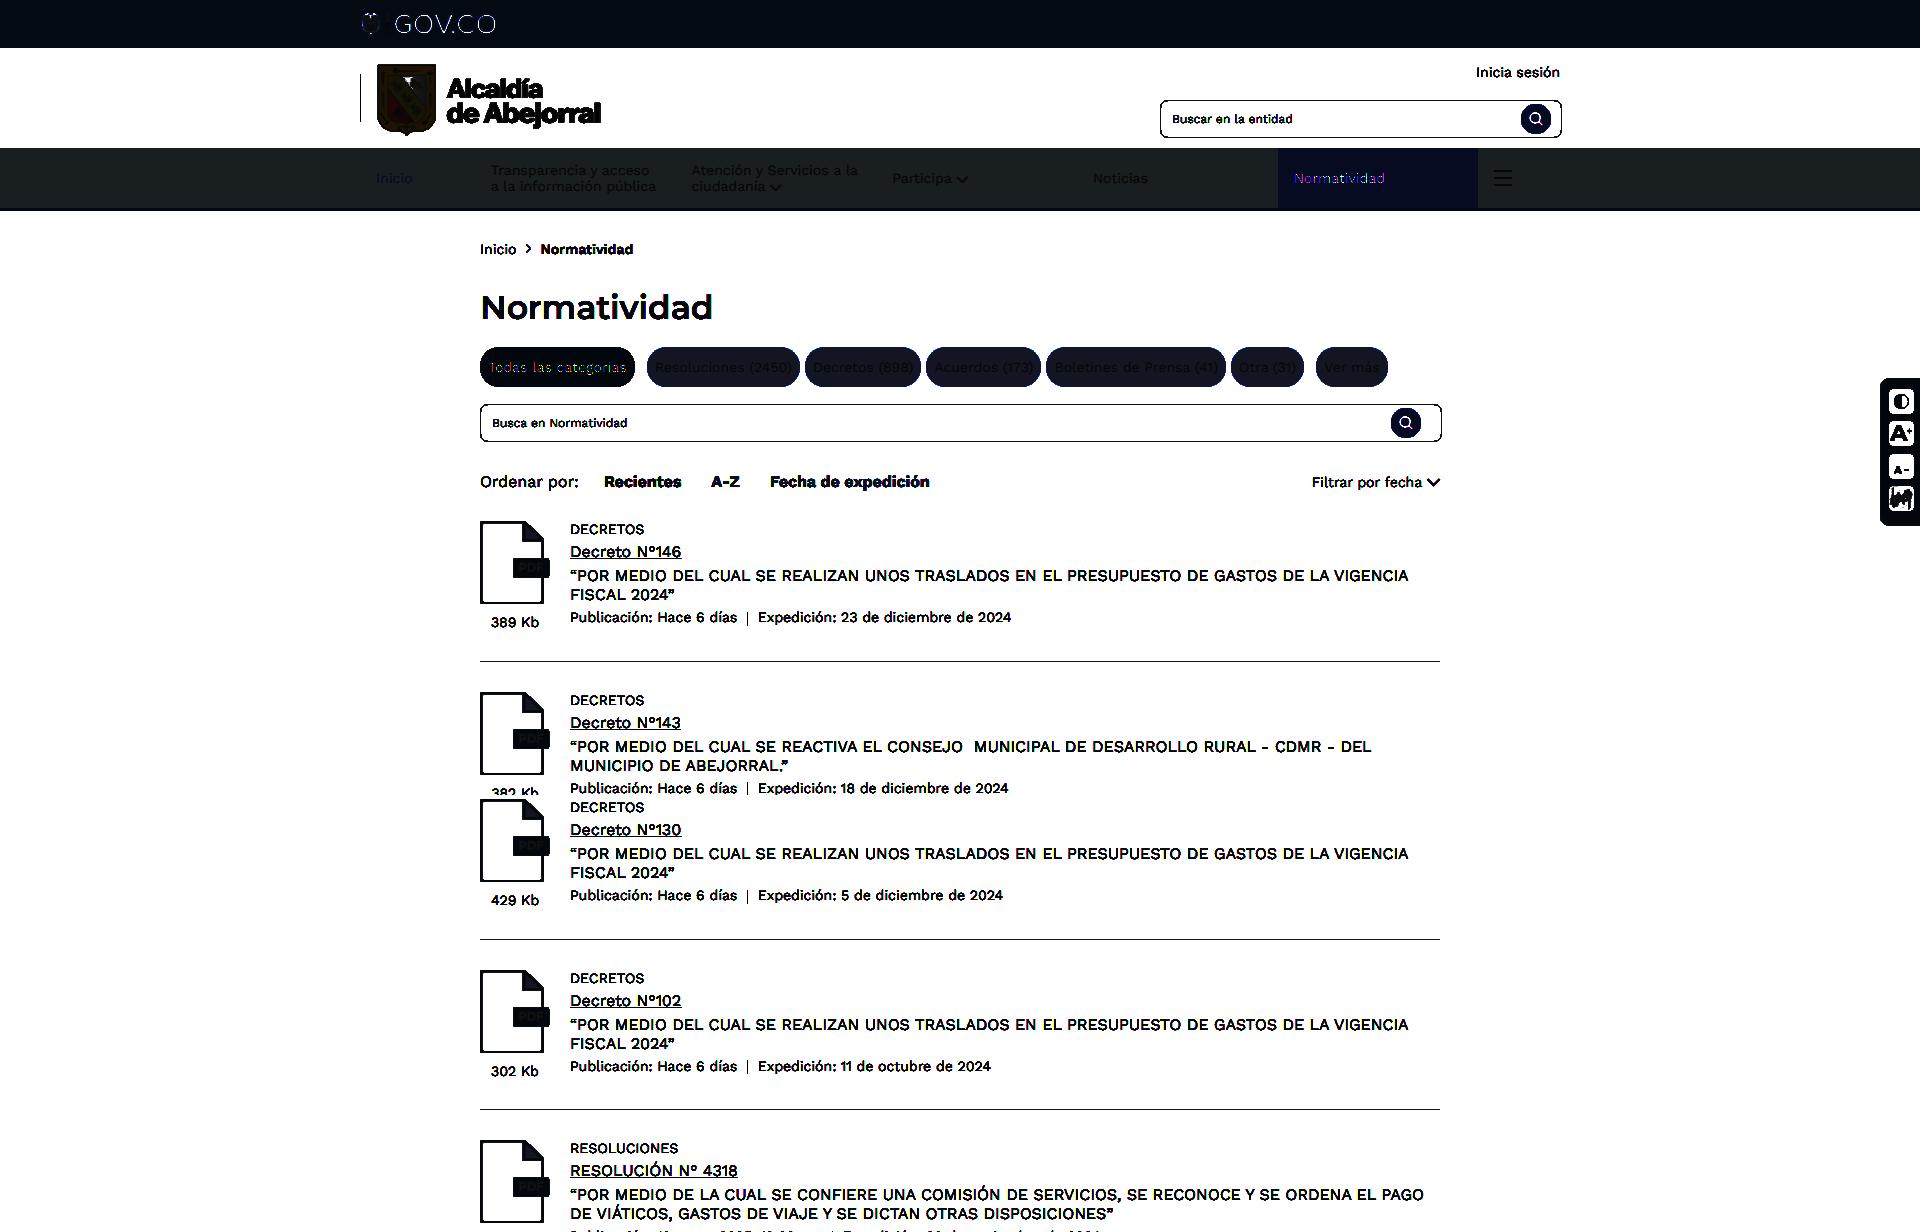 GOV.CO
Alcaldía
de Abejorral
Inicia sesión
Buscar en la entidad
Inicio
Transparencia y acceso
a la información pública
Atención y Servicios a la
ciudadanía
Participa
Noticias
Normatividad
Inicio > Normatividad
Normatividad
Todas las categorías
Resoluciones (2450)
Decretos (698)
Acuerdos (173)
Boletines de Prensa (41)
Otra (31)
Ver más
Busca en Normatividad
Ordenar por: Recientes A-Z Fecha de expedición
Filtrar por fecha
DECRETOS
Decreto N°146
PDF
“POR MEDIO DEL CUAL SE REALIZAN UNOS TRASLADOS EN EL PRESUPUESTO DE GASTOS DE LA VIGENCIA
FISCAL 2024”
389 Kb
Publicación: Hace 6 días | Expedición: 23 de diciembre de 2024
DECRETOS
Decreto N°143
PDF
“POR MEDIO DEL CUAL SE REACTIVA EL CONSEJO  MUNICIPAL DE DESARROLLO RURAL - CDMR - DEL
MUNICIPIO DE ABEJORRAL.”
382 Kb
Publicación: Hace 6 días | Expedición: 18 de diciembre de 2024
DECRETOS
Decreto N°130
PDF
“POR MEDIO DEL CUAL SE REALIZAN UNOS TRASLADOS EN EL PRESUPUESTO DE GASTOS DE LA VIGENCIA
FISCAL 2024”
429 Kb
Publicación: Hace 6 días | Expedición: 5 de diciembre de 2024
DECRETOS
Decreto N°102
PDF
“POR MEDIO DEL CUAL SE REALIZAN UNOS TRASLADOS EN EL PRESUPUESTO DE GASTOS DE LA VIGENCIA
FISCAL 2024”
302 Kb
Publicación: Hace 6 días | Expedición: 11 de octubre de 2024
RESOLUCIONES
RESOLUCIÓN N° 4318
PDF
“POR MEDIO DE LA CUAL SE CONFIERE UNA COMISIÓN DE SERVICIOS, SE RECONOCE Y SE ORDENA EL PAGO
DE VIÁTICOS, GASTOS DE VIAJE Y SE DICTAN OTRAS DISPOSICIONES”
A+
A-